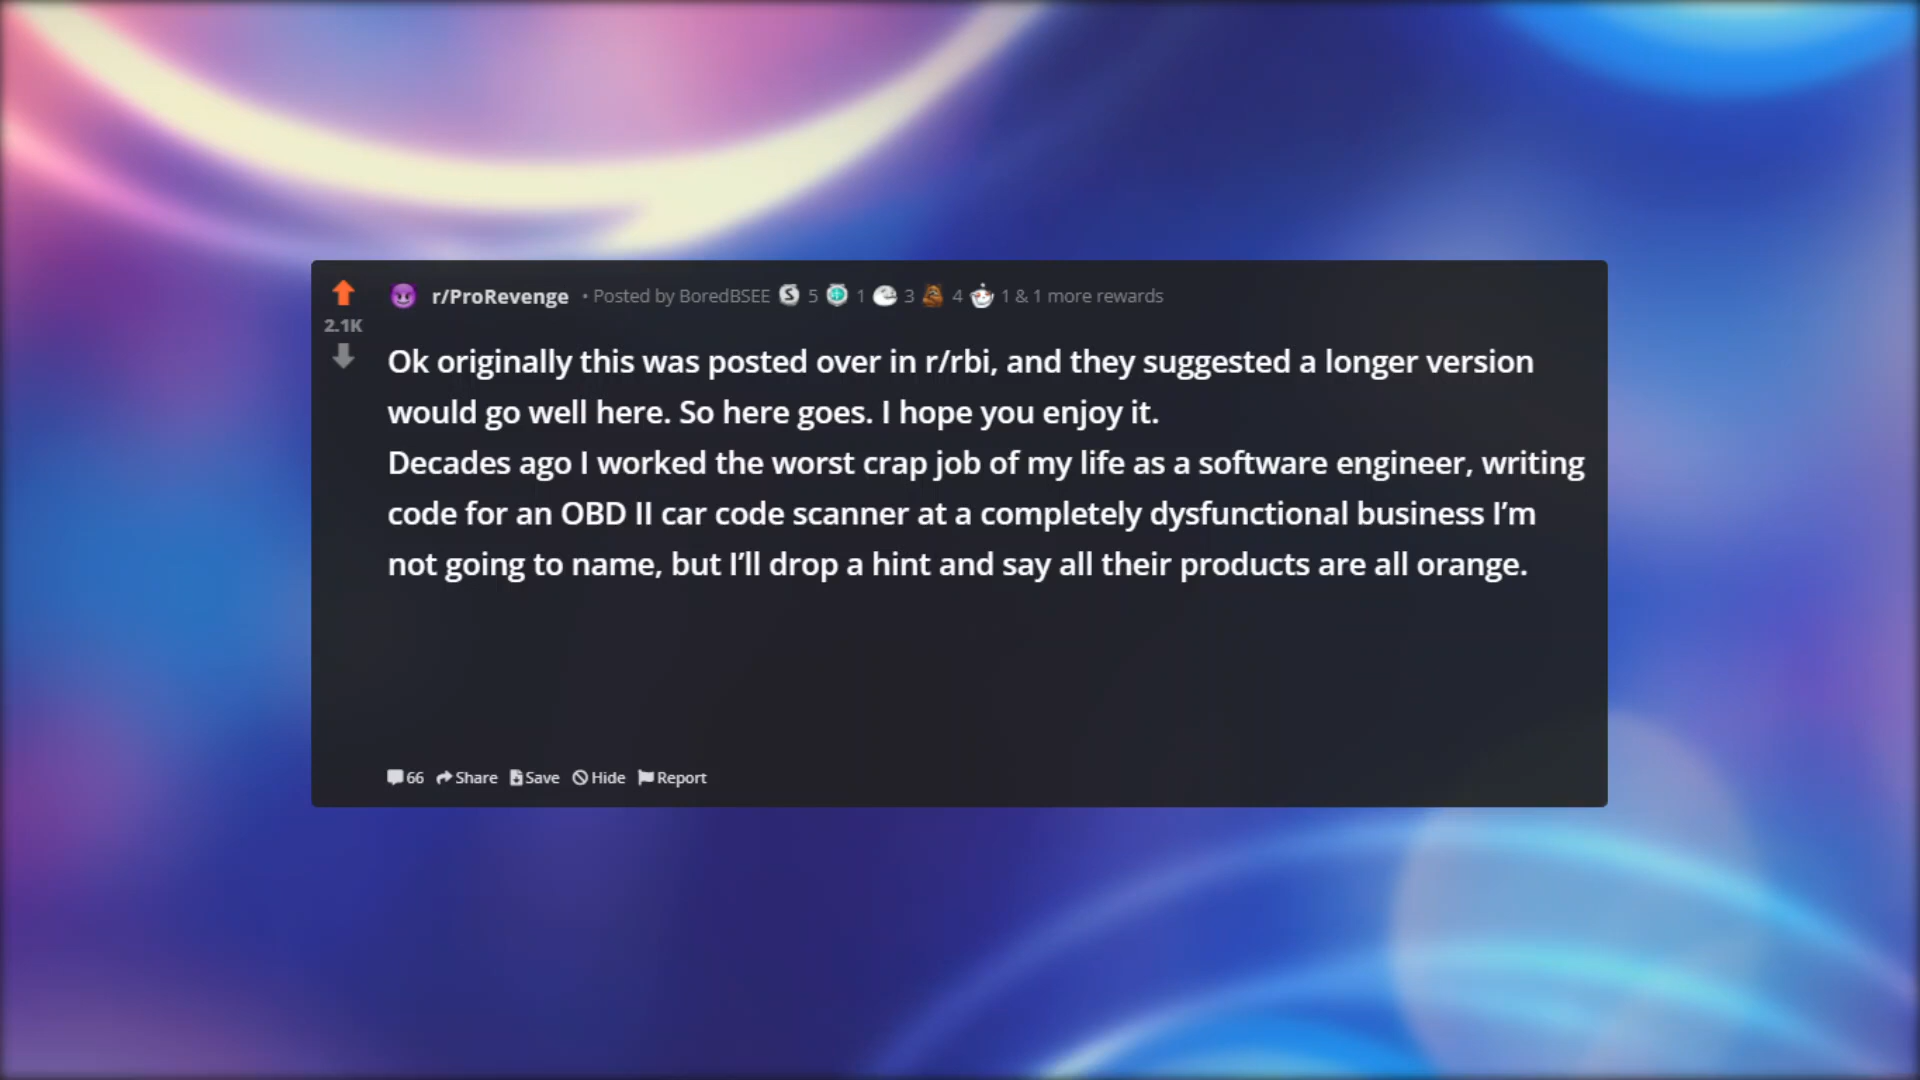 r/ProRevenge • Posted by BoredBSEE 5 1 3 4 1 & 1 more rewards
2.1K
Ok originally this was posted over in r/rbi, and they suggested a longer version
would go well here. So here goes. I hope you enjoy it.
Decades ago I worked the worst crap job of my life as a software engineer, writing
code for an OBD II car code scanner at a completely dysfunctional business I’m
not going to name, but I’ll drop a hint and say all their products are all orange.
66 Share Save Hide Report